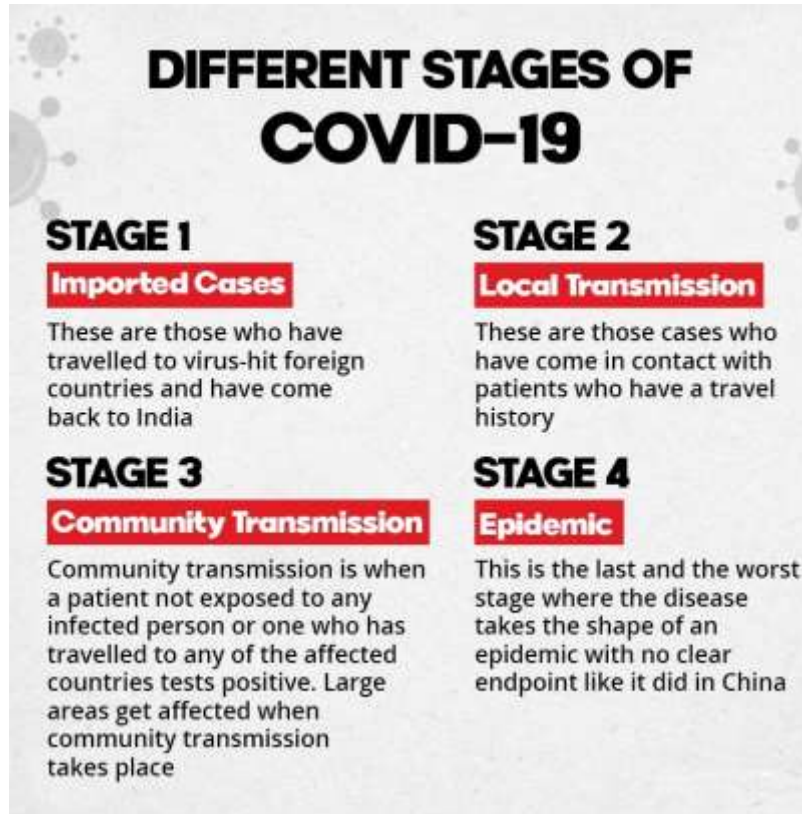 DIFFERENT STAGES OF
COVID-19
STAGE 1
Imported Cases
These are those who have
travelled to virus-hit foreign
countries and have come
back to India
STAGE 2
Local Transmission
These are those cases who
have come in contact with
patients who have a travel
history
STAGE 3
Community Transmission
Community transmission is when
a patient not exposed to any
infected person or one who has
travelled to any of the affected
countries tests positive. Large
areas get affected when
community transmission
takes place
STAGE 4
Epidemic
This is the last and the worst
stage where the disease
takes the shape of an
epidemic with no clear
endpoint like it did in China